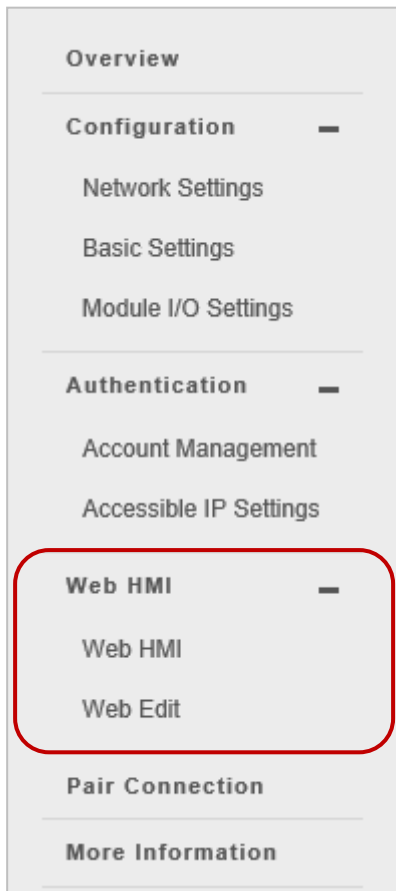 Overview
Configuration
Network Settings
Basic Settings
Module I/O Settings
Authentication
Account Management
Accessible IP Settings
Web HMI
Web HMI
Web Edit
Pair Connection
More Information